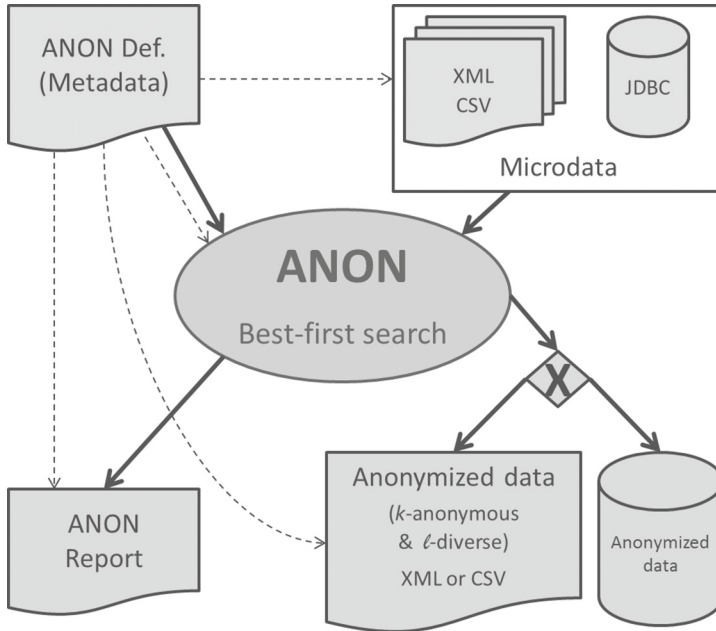 ANON Def.
(Metadata)
XML
CSV
JDBC
Microdata
ANON
Best-first search
X
Anonymized data
(k-anonymous
& ℓ-diverse)
XML or CSV
ANON
Report
Anonymized
data